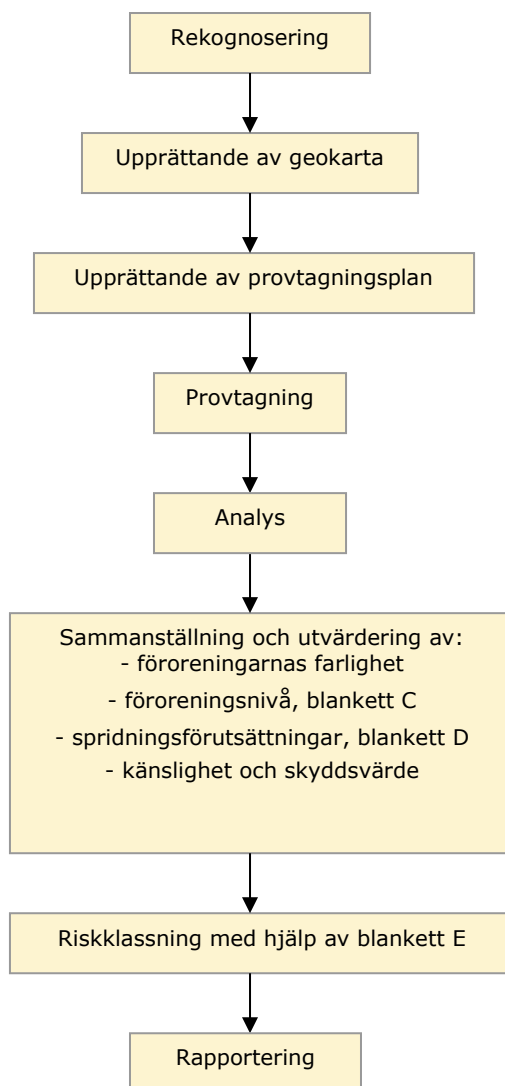 Rekognosering
Upprättande av geokarta
Upprättande av provtagningsplan
Provtagning
Analys
Sammanställning och utvärdering av:
- föroreningarnas farlighet
- föroreningsnivå, blankett C
- spridningsförutsättningar, blankett D
- känslighet och skyddsvärde
Riskklassning med hjälp av blankett E
Rapportering